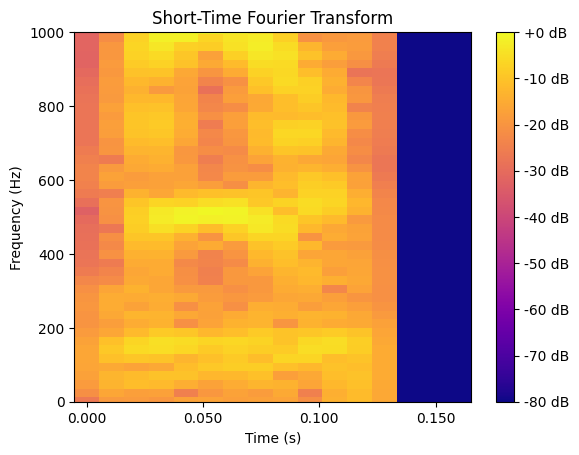 Short-Time Fourier Transform
Frequency (Hz)
1000
800
600
400
200
0
0.000
0.050
0.100
0.150
Time (s)
+0 dB
-10 dB
-20 dB
-30 dB
-40 dB
-50 dB
-60 dB
-70 dB
-80 dB